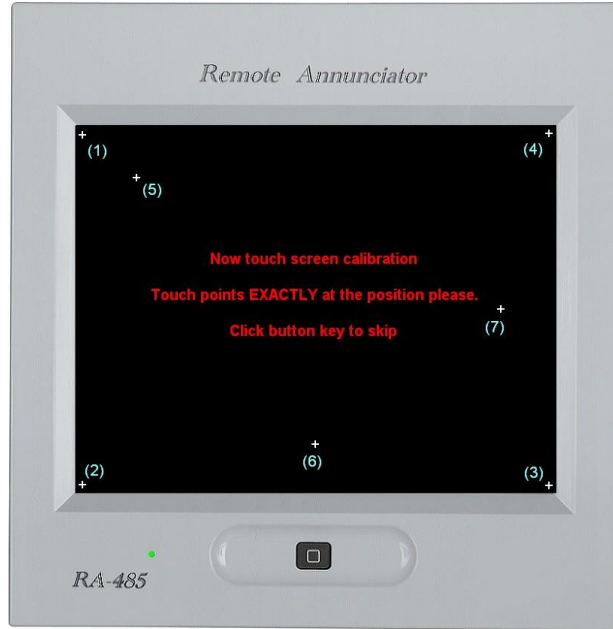 Remote Annunciator
(1)
(4)
(5)
Now touch screen calibration
Touch points EXACTLY at the position please.
(7)
Click button key to skip
(6)
(2)
(3)
RA-485